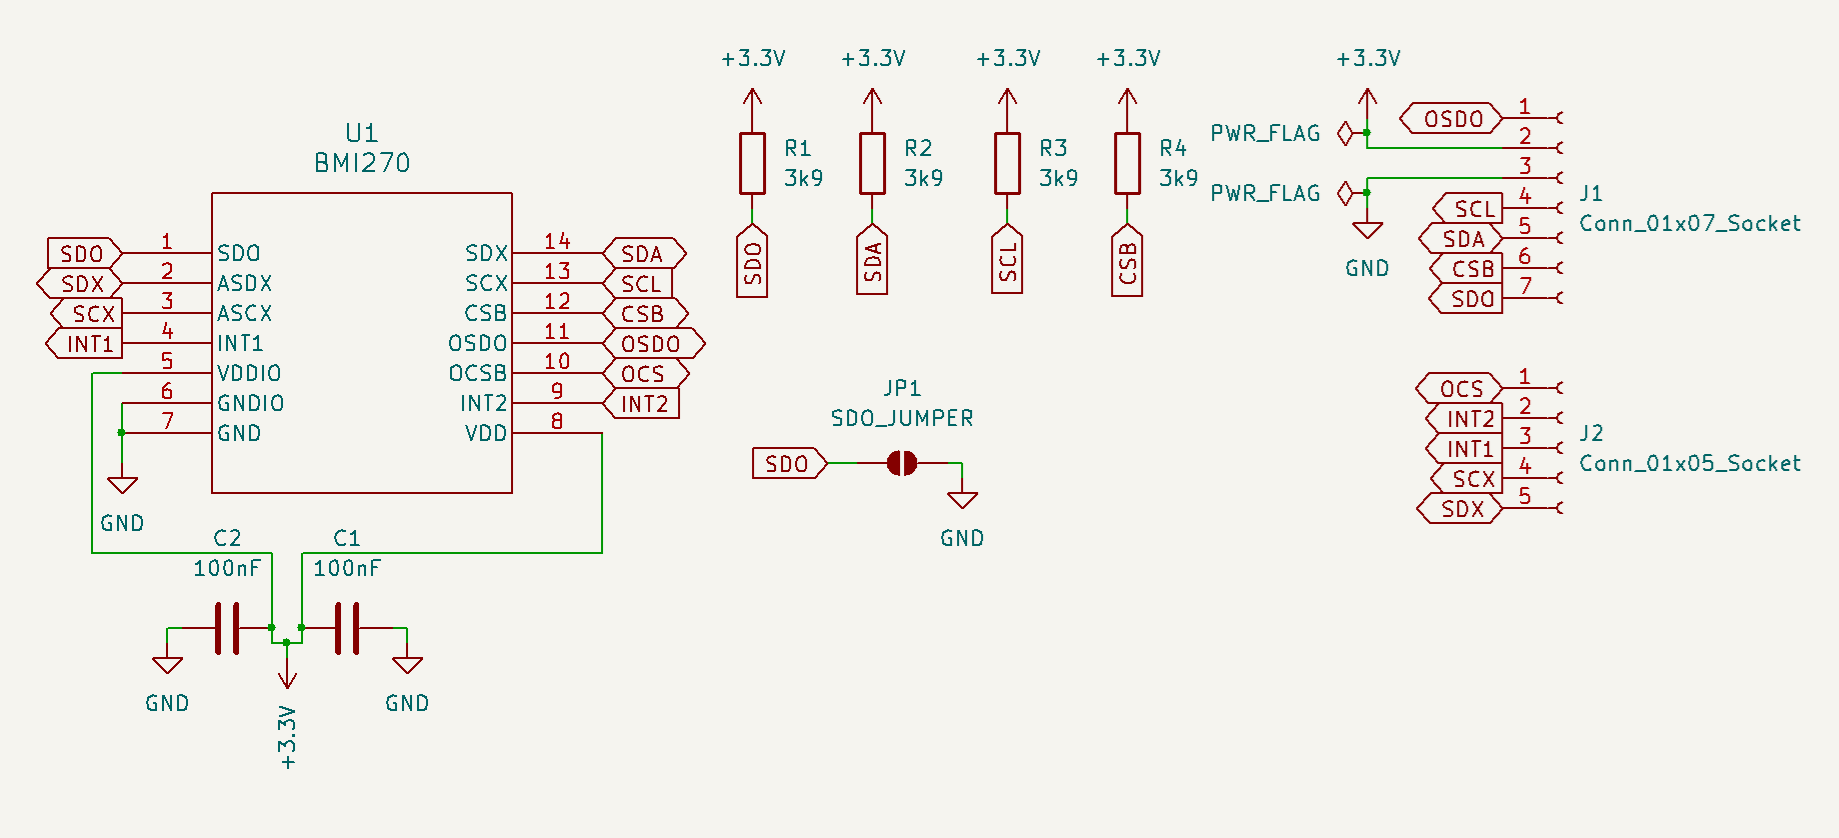 U1
BMI270
SDO 1 SDO
SDX 2 ASDX
SCX 3 ASCX
INT1 4 INT1
5 VDDIO
6 GNDIO
7 GND
SDX 14 SDA
SCX 13 SCL
CSB 12 CSB
OSDO 11 OSDO
OCSB 10 OCS
INT2 9 INT2
VDD 8
GND
C2
100nF
C1
100nF
GND
GND
+3.3V
+3.3V
R1
3k9
SDO
+3.3V
R2
3k9
SDA
+3.3V
R3
3k9
SCL
+3.3V
R4
3k9
CSB
JP1
SDO_JUMPER
SDO
GND
+3.3V
PWR_FLAG
PWR_FLAG
GND
OSDO 1
2
3
SCL 4
SDA 5
CSB 6
SDO 7
J1
Conn_01x07_Socket
OCS 1
INT2 2
INT1 3
SCX 4
SDX 5
J2
Conn_01x05_Socket